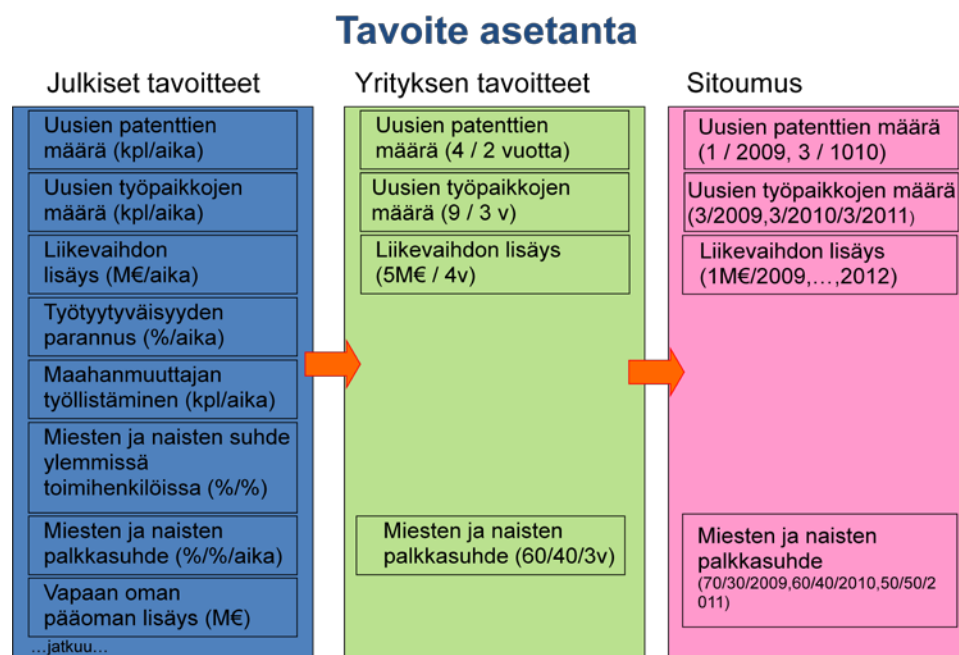 Tavoite asetanta
Julkiset tavoitteet
Uusien patenttien
määrä (kpl/aika)
Uusien työpaikkojen
määrä (kpl/aika)
Liikevaihdon
lisäys (M€/aika)
Työtyytyväisyyden
parannus (%/aika)
Maahanmuuttajan
työllistäminen (kpl/aika)
Miesten ja naisten suhde
ylemmissä
toimihenkilöissa (%/%)
Miesten ja naisten
palkkasuhde (%/%/aika)
Vapaan oman
pääoman lisäys (M€)
…jatkuu…
Yrityksen tavoitteet
Uusien patenttien
määrä (4 / 2 vuotta)
Uusien työpaikkojen
määrä (9 / 3 v)
Liikevaihdon lisäys
(5M€ / 4v)
Miesten ja naisten
palkkasuhde (60/40/3v)
Sitoumus
Uusien patenttien määrä
(1 / 2009, 3 / 1010)
Uusien työpaikkojen määrä
(3/2009,3/2010/3/2011)
Liikevaihdon lisäys
(1M€/2009,…,2012)
Miesten ja naisten
palkkasuhde
(70/30/2009,60/40/2010,50/50/2
011)